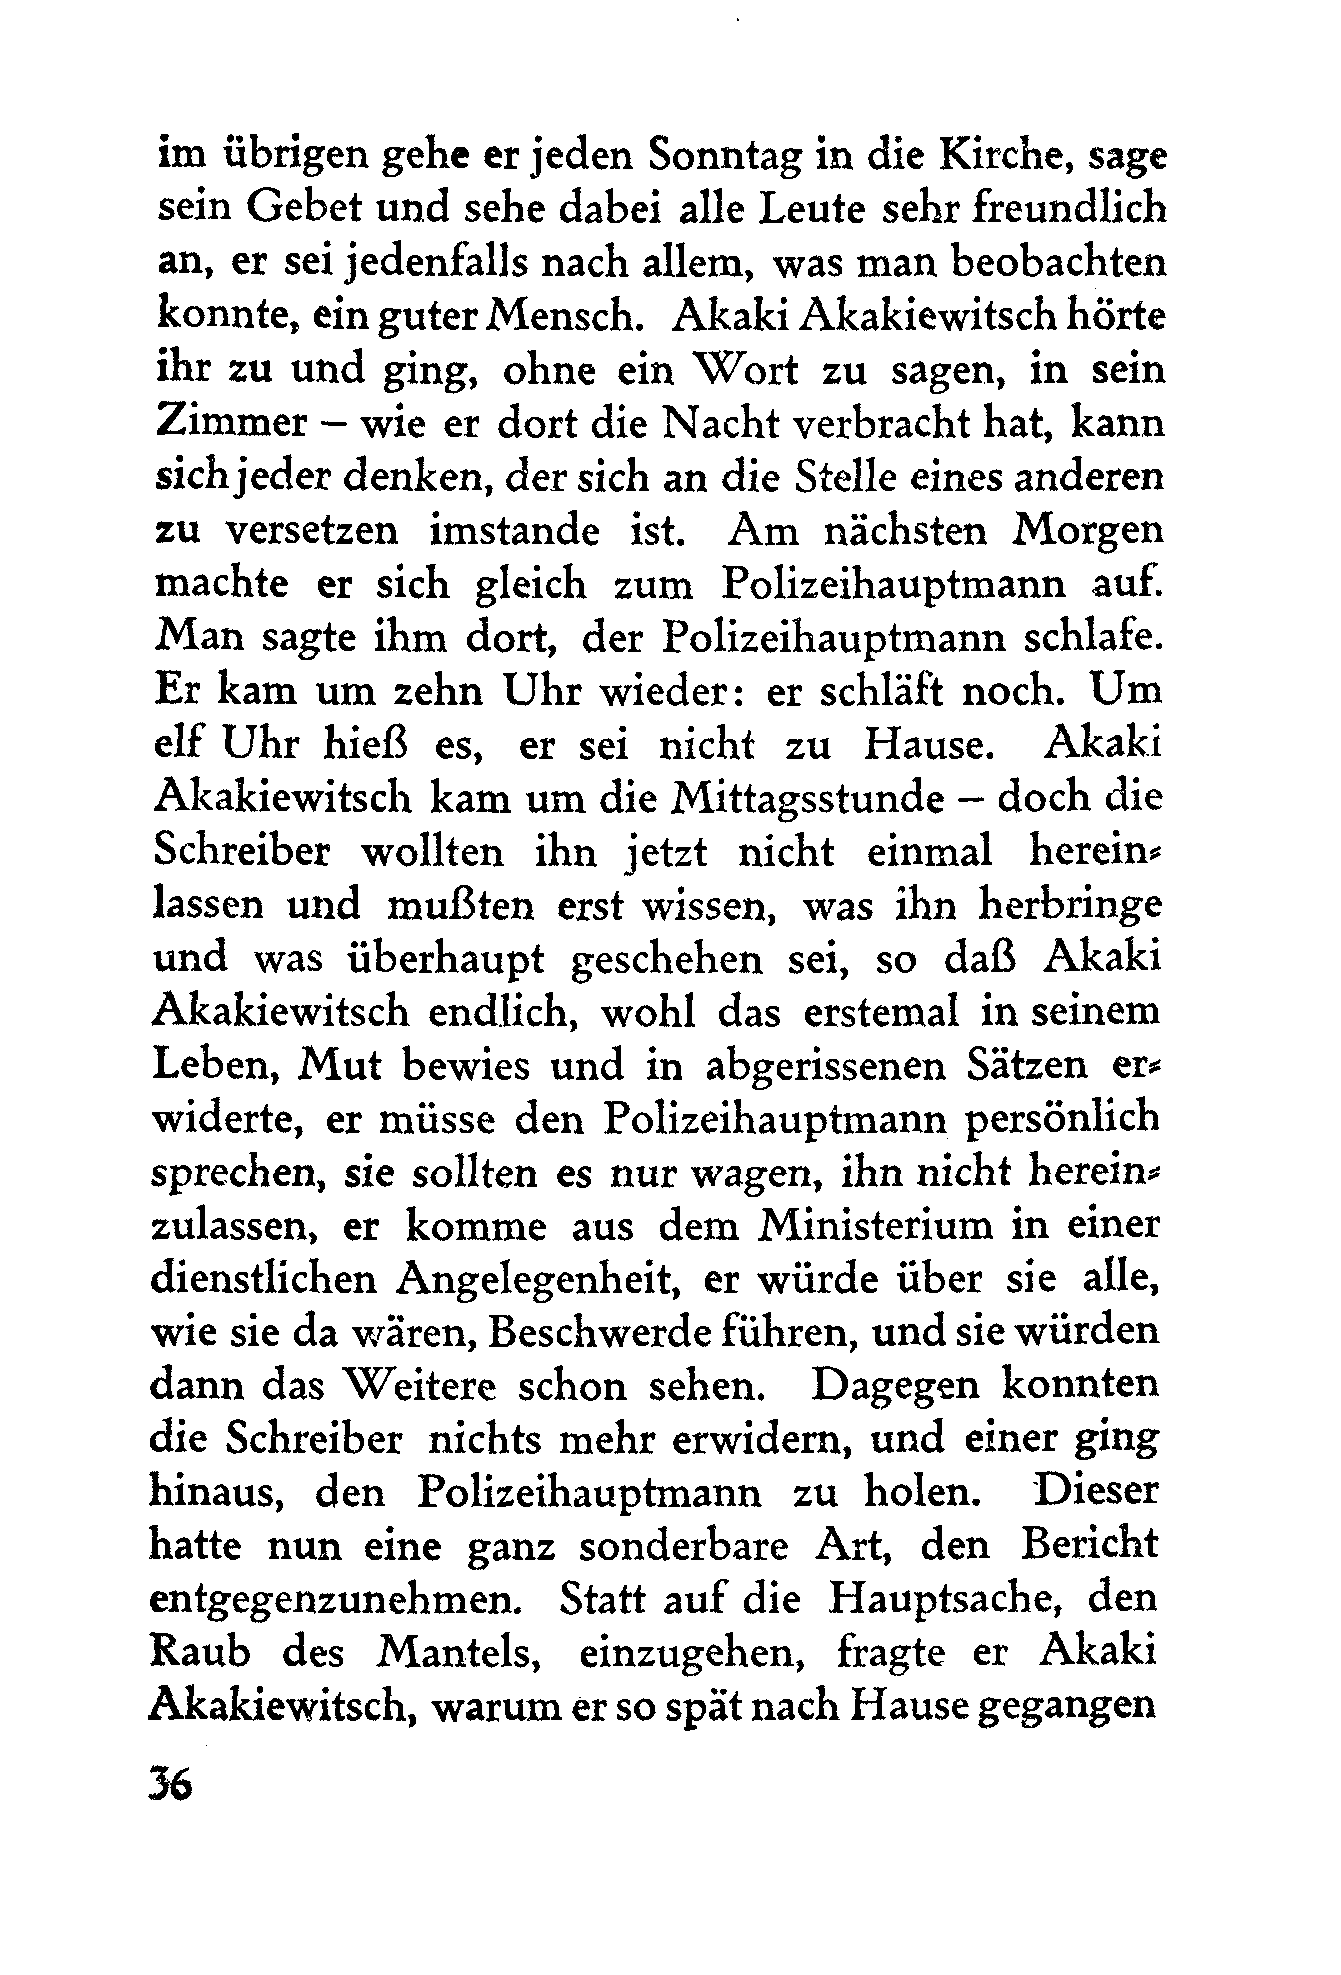 im übrigen gehe er jeden Sonntag in die Kirche, sage
sein Gebet und sehe dabei alle Leute sehr freundlich
an, er sei jedenfalls nach allem, was man beobachten
konnte, ein guter Mensch. Akaki Akakiewitsch hörte
ihr zu und ging, ohne ein Wort zu sagen, in sein
Zimmer – wie er dort die Nacht verbracht hat, kann
sich jeder denken, der sich an die Stelle eines anderen
zu versetzen imstande ist. Am nächsten Morgen
machte er sich gleich zum Polizeihauptmann auf.
Man sagte ihm dort, der Polizeihauptmann schlafe.
Er kam um zehn Uhr wieder: er schläft noch. Um
elf Uhr hieß es, er sei nicht zu Hause. Akaki
Akakiewitsch kam um die Mittagsstunde – doch die
Schreiber wollten ihn jetzt nicht einmal herein⸗
lassen und mußten erst wissen, was ihn herbringe
und was überhaupt geschehen sei, so daß Akaki
Akakiewitsch endlich, wohl das erstemal in seinem
Leben, Mut bewies und in abgerissenen Sätzen er⸗
widerte, er müsse den Polizeihauptmann persönlich
sprechen, sie sollten es nur wagen, ihn nicht herein⸗
zulassen, er komme aus dem Ministerium in einer
dienstlichen Angelegenheit, er würde über sie alle,
wie sie da wären, Beschwerde führen, und sie würden
dann das Weitere schon sehen. Dagegen konnten
die Schreiber nichts mehr erwidern, und einer ging
hinaus, den Polizeihauptmann zu holen. Dieser
hatte nun eine ganz sonderbare Art, den Bericht
entgegenzunehmen. Statt auf die Hauptsache, den
Raub des Mantels, einzugehen, fragte er Akaki
Akakiewitsch, warum er so spät nach Hause gegangen
36